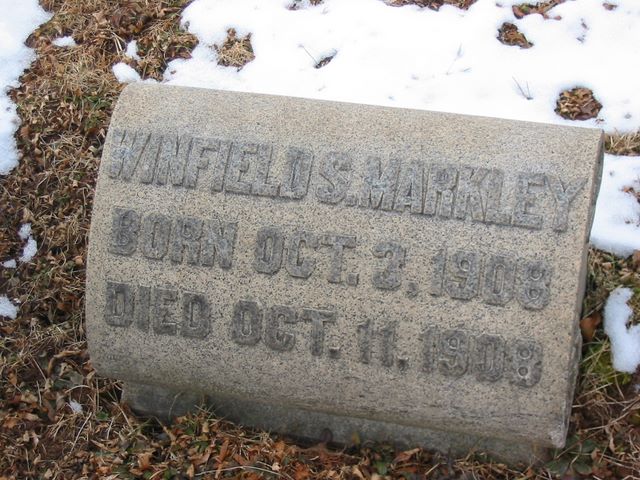 WINFIELD S. MARKLEY
BORN OCT. 3, 1908
DIED OCT. 11, 1908